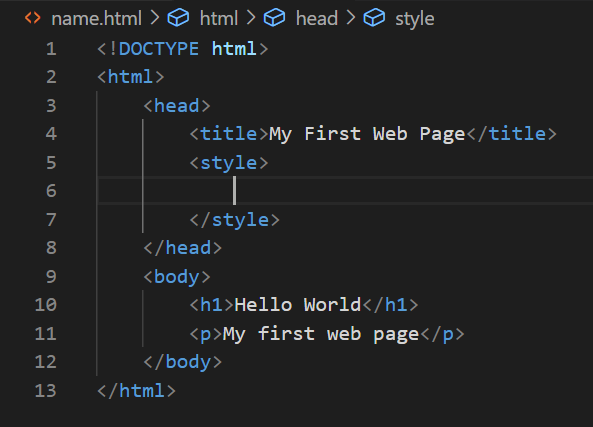 name.html > html > head > style
1 <!DOCTYPE html>
2 <html>
3     <head>
4         <title>My First Web Page</title>
5         <style>
6
7         </style>
8     </head>
9     <body>
10         <h1>Hello World</h1>
11         <p>My first web page</p>
12     </body>
13 </html>